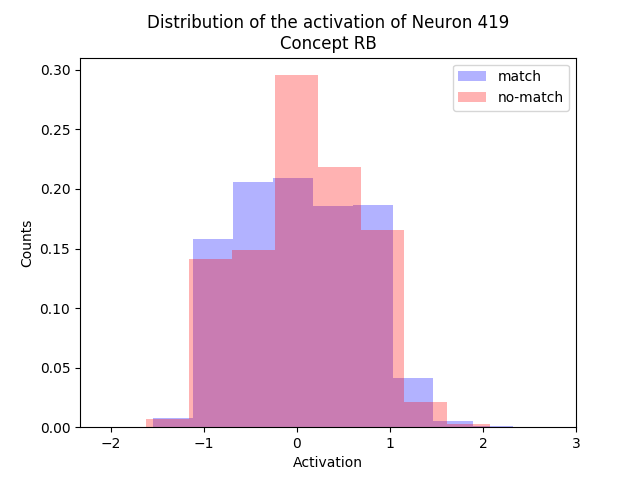 Distribution of the activation of Neuron 419
Concept RB
match
no-match
0.30
0.25
0.20
0.15
0.10
0.05
0.00
Counts
−2
−1
0
1
2
3
Activation